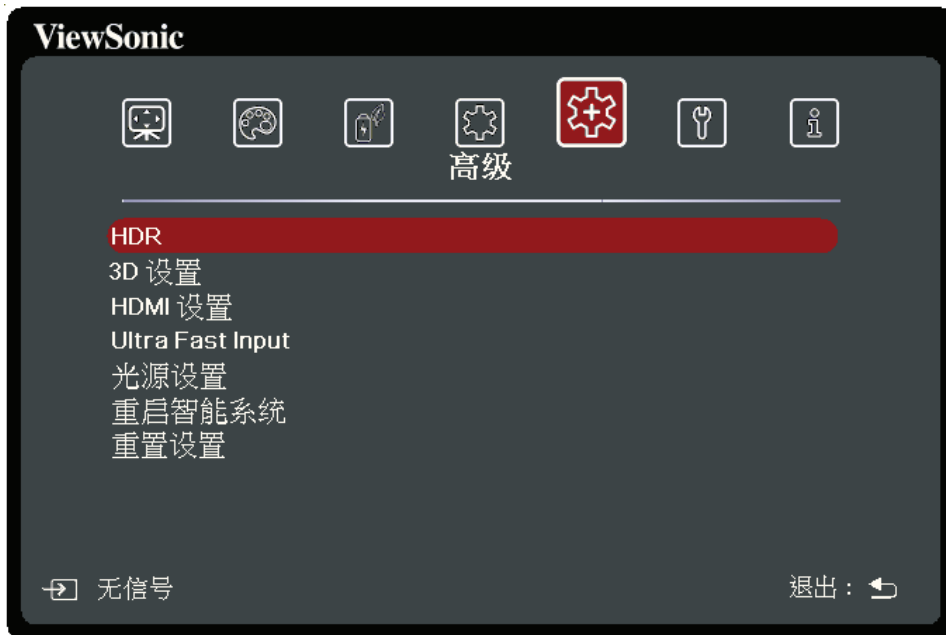 ViewSonic
高级
HDR
3D 设置
HDMI 设置
Ultra Fast Input
光源设置
重启智能系统
重置设置
无信号
退出：